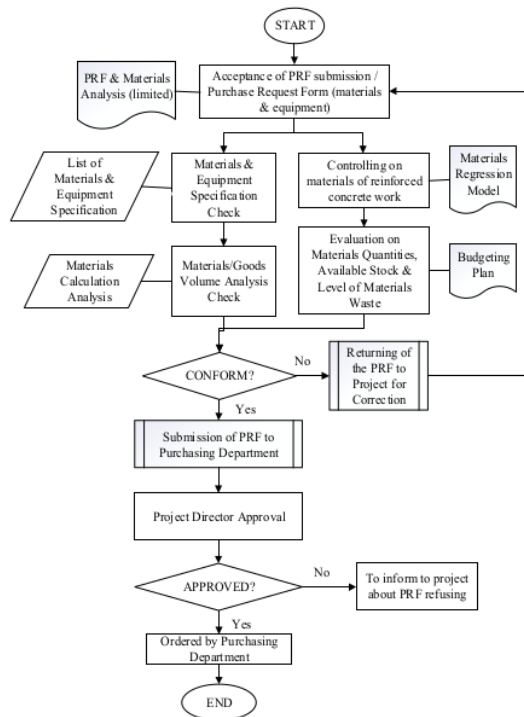 START
PRF & Materials
Analysis (limited)
Acceptance of PRF submission /
Purchase Request Form (materials
& equipment)
List of
Materials &
Equipment
Specification
Materials &
Equipment
Specification
Check
Controlling on
materials of reinforced
concrete work
Materials
Regression
Model
Materials
Calculation
Analysis
Materials/Goods
Volume Analysis
Check
Evaluation on
Materials Quantities,
Available Stock &
Level of Materials
Waste
Budgeting
Plan
CONFORM?
No
Returning of
the PRF to
Project for
Correction
Yes
Submission of PRF to
Purchasing Department
Project Director Approval
APPROVED?
No
To inform to project
about PRF refusing
Yes
Ordered by Purchasing
Department
END